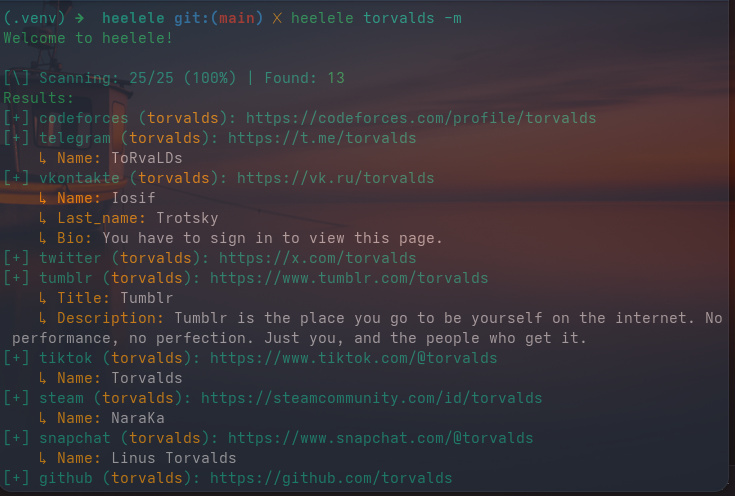 (.venv) ➜  heelele git:(main) ✗ heelele torvalds -m
Welcome to heelele!
[\] Scanning: 25/25 (100%) | Found: 13
Results:
[+] codeforces (torvalds): https://codeforces.com/profile/torvalds
[+] telegram (torvalds): https://t.me/torvalds
↳ Name: ToRvaLDs
[+] vkontakte (torvalds): https://vk.ru/torvalds
↳ Name: Iosif
↳ Last_name: Trotsky
↳ Bio: You have to sign in to view this page.
[+] twitter (torvalds): https://x.com/torvalds
[+] tumblr (torvalds): https://www.tumblr.com/torvalds
↳ Title: Tumblr
↳ Description: Tumblr is the place you go to be yourself on the internet. No
performance, no perfection. Just you, and the people who get it.
[+] tiktok (torvalds): https://www.tiktok.com/@torvalds
↳ Name: Torvalds
[+] steam (torvalds): https://steamcommunity.com/id/torvalds
↳ Name: NaraKa
[+] snapchat (torvalds): https://www.snapchat.com/@torvalds
↳ Name: Linus Torvalds
[+] github (torvalds): https://github.com/torvalds